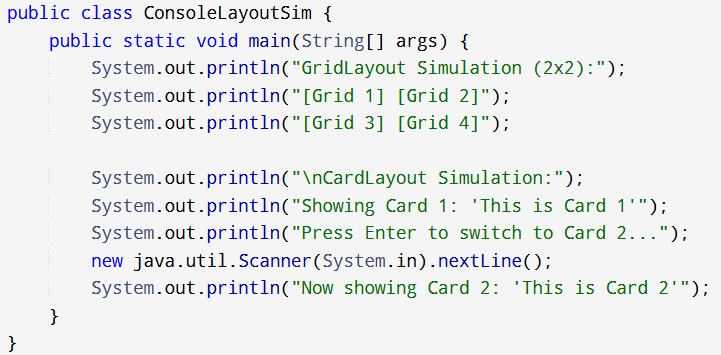 public class ConsoleLayoutSim {
    public static void main(String[] args) {
        System.out.println("GridLayout Simulation (2x2):");
        System.out.println("[Grid 1] [Grid 2]");
        System.out.println("[Grid 3] [Grid 4]");

        System.out.println("\nCardLayout Simulation:");
        System.out.println("Showing Card 1: 'This is Card 1'");
        System.out.println("Press Enter to switch to Card 2...");
        new java.util.Scanner(System.in).nextLine();
        System.out.println("Now showing Card 2: 'This is Card 2'");
    }
}